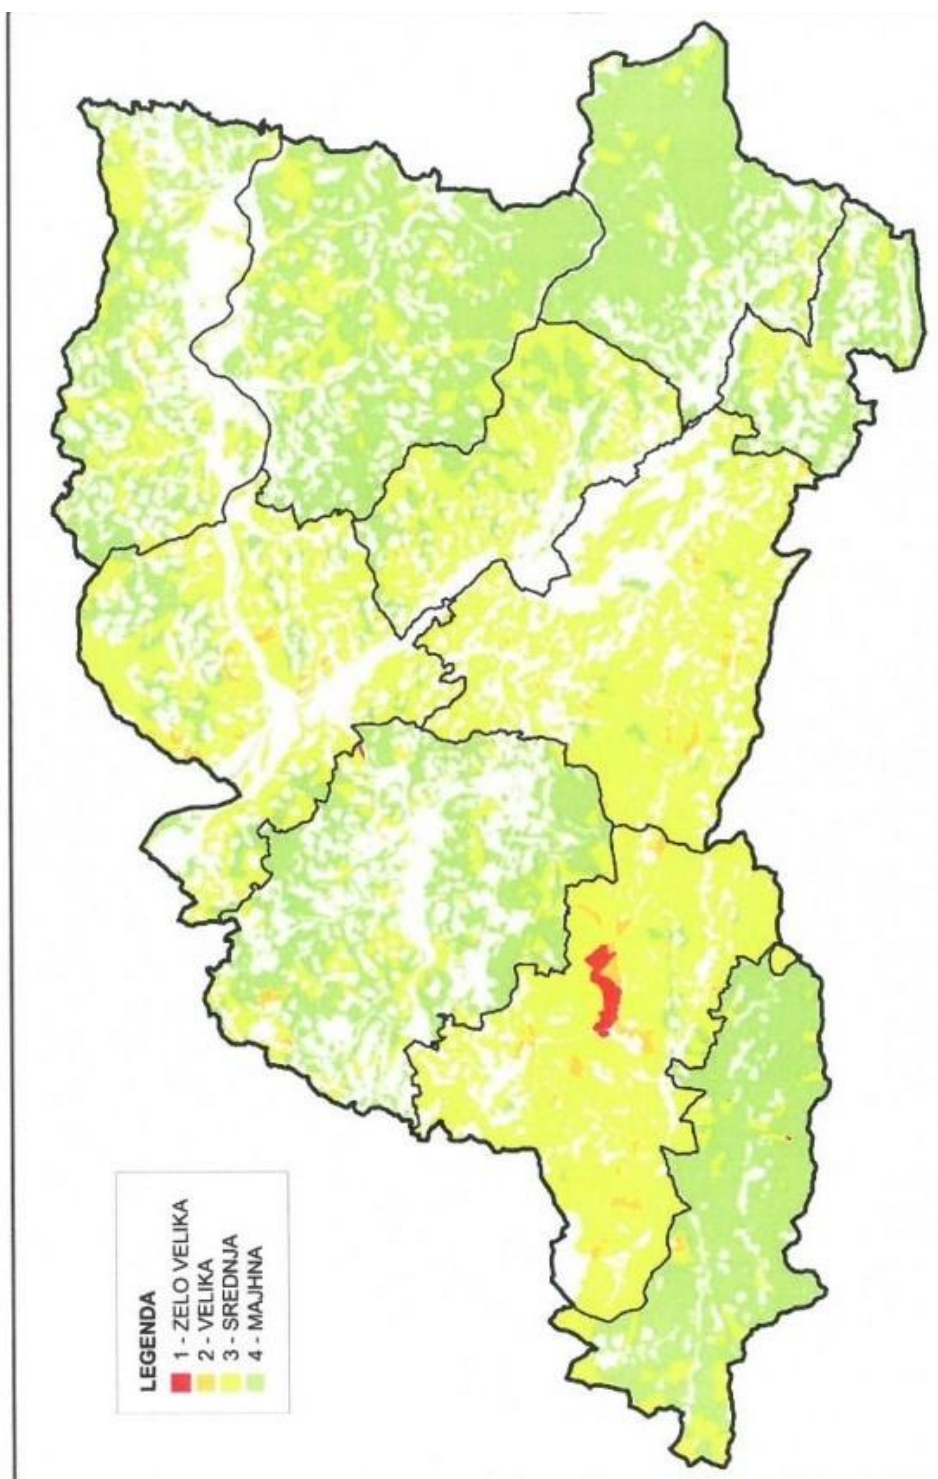 LEGENDA
1 - ZELO VELIKA
2 - VELIKA
3 - SREDNJA
4 - MAJHNA